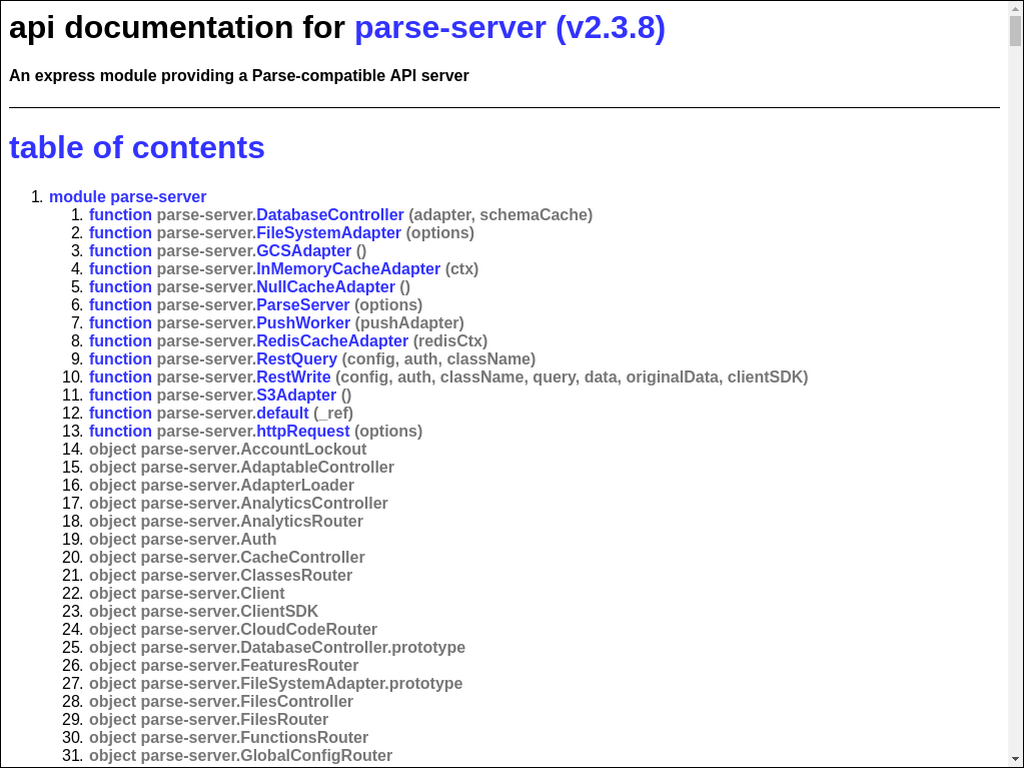 api documentation for parse-server (v2.3.8)
An express module providing a Parse-compatible API server
table of contents
1. module parse-server
1. function parse-server.DatabaseController (adapter, schemaCache)
2. function parse-server.FileSystemAdapter (options)
3. function parse-server.GCSAdapter ()
4. function parse-server.InMemoryCacheAdapter (ctx)
5. function parse-server.NullCacheAdapter ()
6. function parse-server.ParseServer (options)
7. function parse-server.PushWorker (pushAdapter)
8. function parse-server.RedisCacheAdapter (redisCtx)
9. function parse-server.RestQuery (config, auth, className)
10. function parse-server.RestWrite (config, auth, className, query, data, originalData, clientSDK)
11. function parse-server.S3Adapter ()
12. function parse-server.default (_ref)
13. function parse-server.httpRequest (options)
14. object parse-server.AccountLockout
15. object parse-server.AdaptableController
16. object parse-server.AdapterLoader
17. object parse-server.AnalyticsController
18. object parse-server.AnalyticsRouter
19. object parse-server.Auth
20. object parse-server.CacheController
21. object parse-server.ClassesRouter
22. object parse-server.Client
23. object parse-server.ClientSDK
24. object parse-server.CloudCodeRouter
25. object parse-server.DatabaseController.prototype
26. object parse-server.FeaturesRouter
27. object parse-server.FileSystemAdapter.prototype
28. object parse-server.FilesController
29. object parse-server.FilesRouter
30. object parse-server.FunctionsRouter
31. object parse-server.GlobalConfigRouter